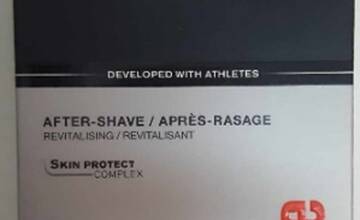 DEVELOPED WITH ATHLETES
AFTER-SHAVE / APRÈS-RASAGE
REVITALISING / REVITALISANT
SKIN PROTECT
COMPLEX